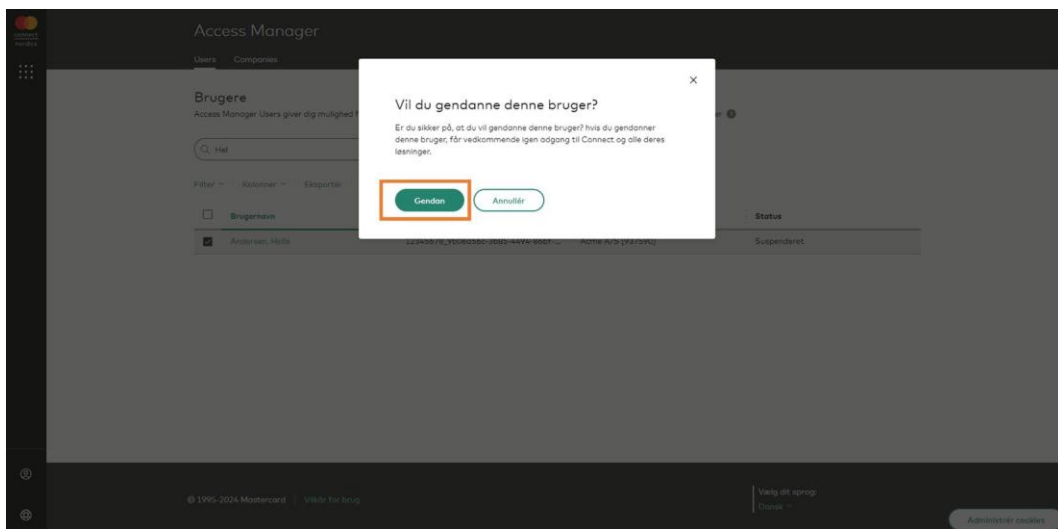 connect
Nordics
Access Manager
Users Companies
Brugere
Access Manager Users giver dig mulighed
Hel
Filter Kolonner Eksportér
Brugernavn Status
Andersen, Helle Acme A/S [937590] Suspenderet
Vil du gendanne denne bruger?
Er du sikker på, at du vil gendanne denne bruger? hvis du gendanner
denne bruger, får vedkommende igen adgang til Connect og alle deres
løsninger.
Gendan Annullér
© 1995-2024 Mastercard Vilkår for brug
Vælg dit sprog:
Dansk
Administrér cookies